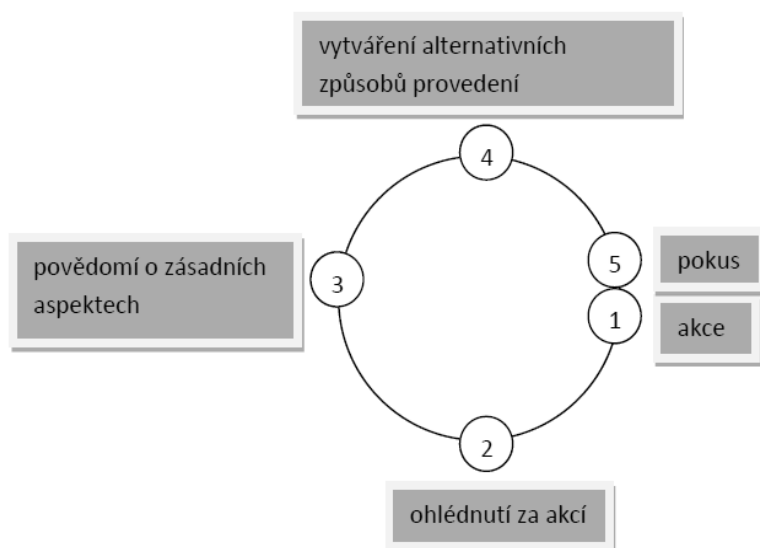 vytváření alternativních
způsobů provedení
4
povědomí o zásadních
aspektech
3
5
pokus
1
akce
2
ohlédnutí za akcí